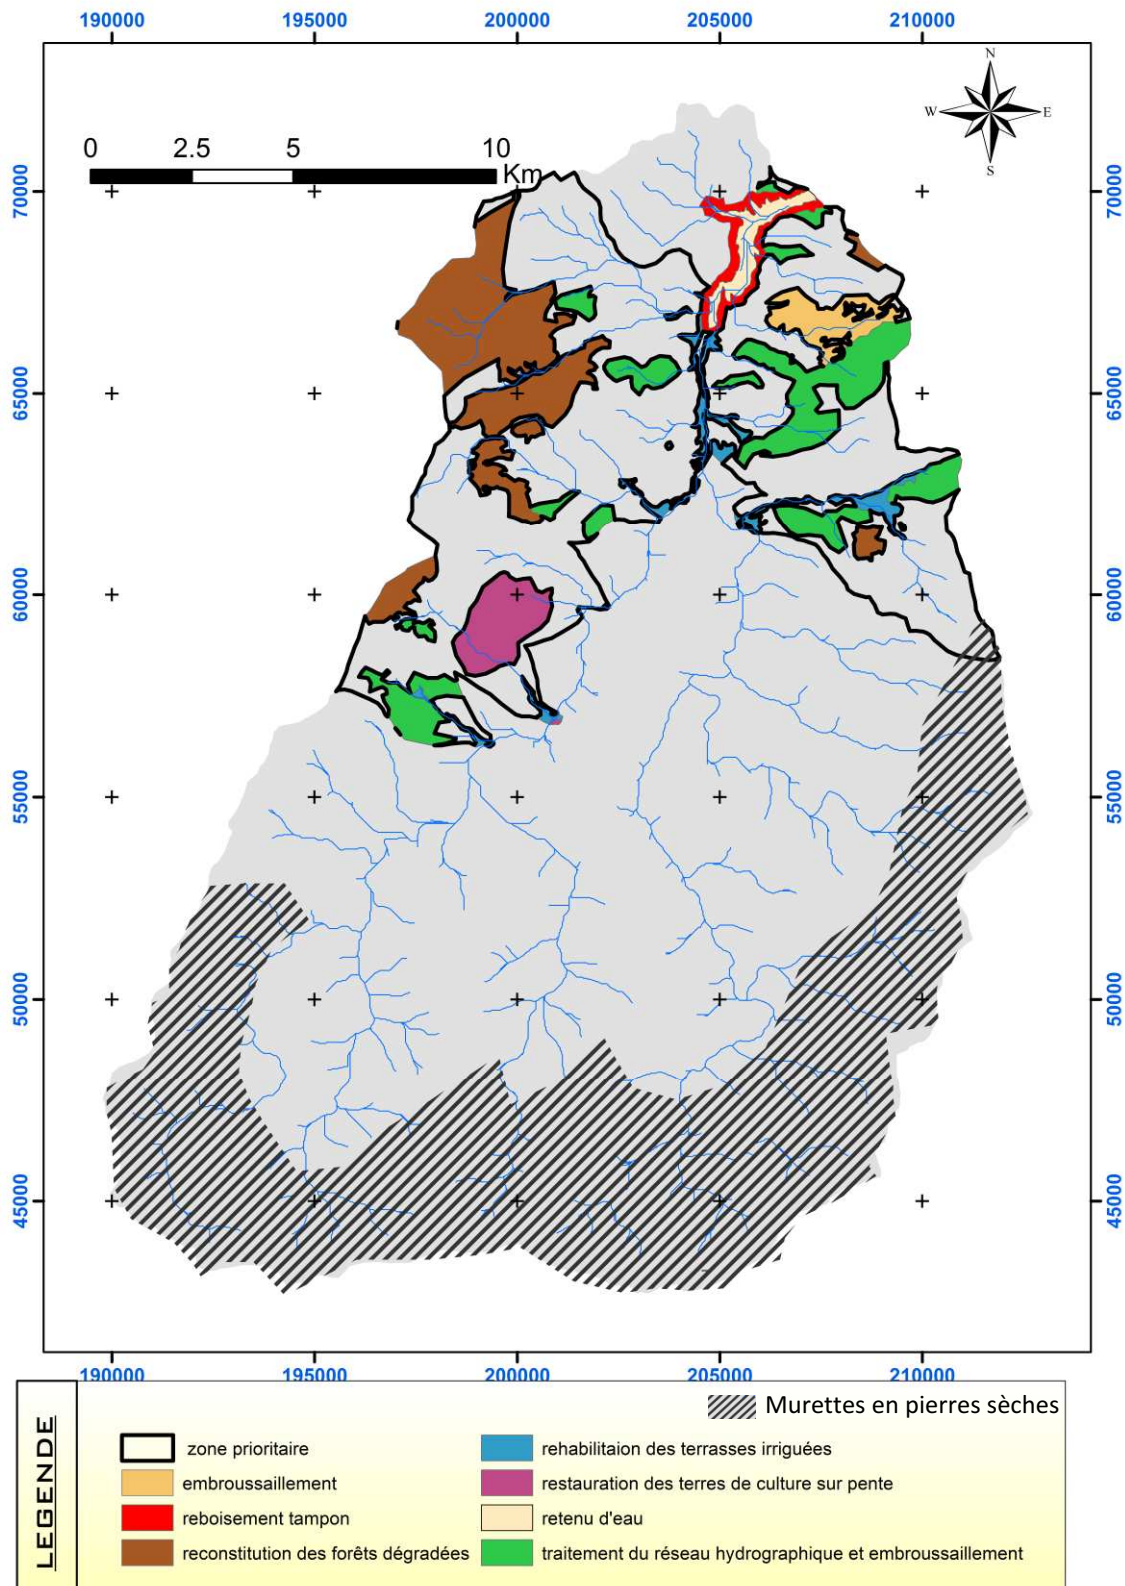 190000 195000 200000 205000 210000
N
W E
S
0 2.5 5 10
Km
70000 70000
65000 65000
60000 60000
55000 55000
50000 50000
45000 45000
190000 195000 200000 205000 210000
LEGENDE
Murettes en pierres sèches
zone prioritaire
embroussaillement
reboisement tampon
reconstitution des forêts dégradées
rehabilitaion des terrasses irriguées
restauration des terres de culture sur pente
retenu d'eau
traitement du réseau hydrographique et embroussaillement